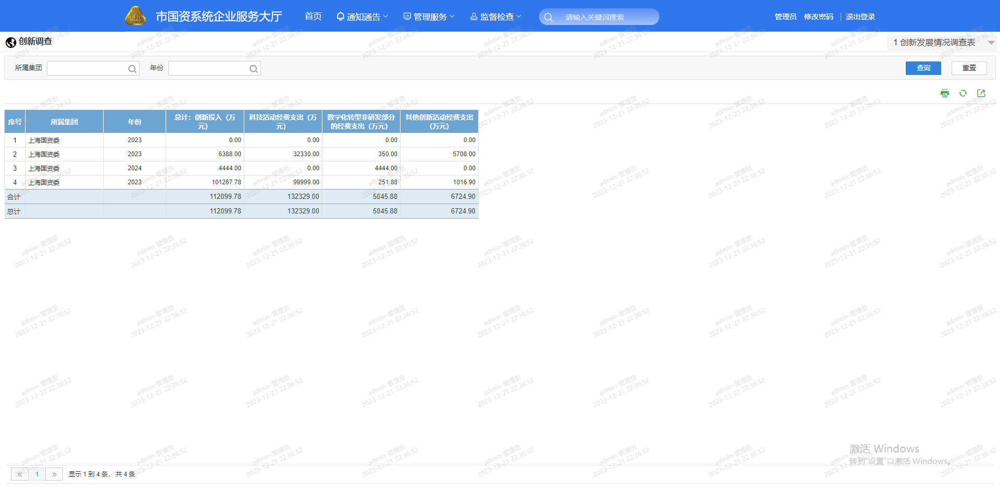 市国资系统企业服务大厅 首页 通知通告 管理服务 监督检查 请输入关键词搜索 管理员 修改密码 退出登录
创新调查 1 创新发展情况调查表
所属集团 年份 查询 重置
序号 所属集团 年份 总计：创新投入（万元） 科技活动经费支出（万元） 数字化转型非研发部分的经费支出（万元） 其他创新活动经费支出（万元）
1 上海国资委 2023 0.00 0.00 0.00 0.00
2 上海国资委 2023 6388.00 32330.00 350.00 5708.00
3 上海国资委 2024 4444.00 0.00 4444.00 0.00
4 上海国资委 2023 101267.78 99999.00 251.88 1016.90
合计 112099.78 132329.00 5045.88 6724.90
总计 112099.78 132329.00 5045.88 6724.90
admin-管理员
2023-12-21 22:36:52
激活 Windows
转到"设置"以激活 Windows。
« 1 » 显示 1 到 4 条， 共 4 条